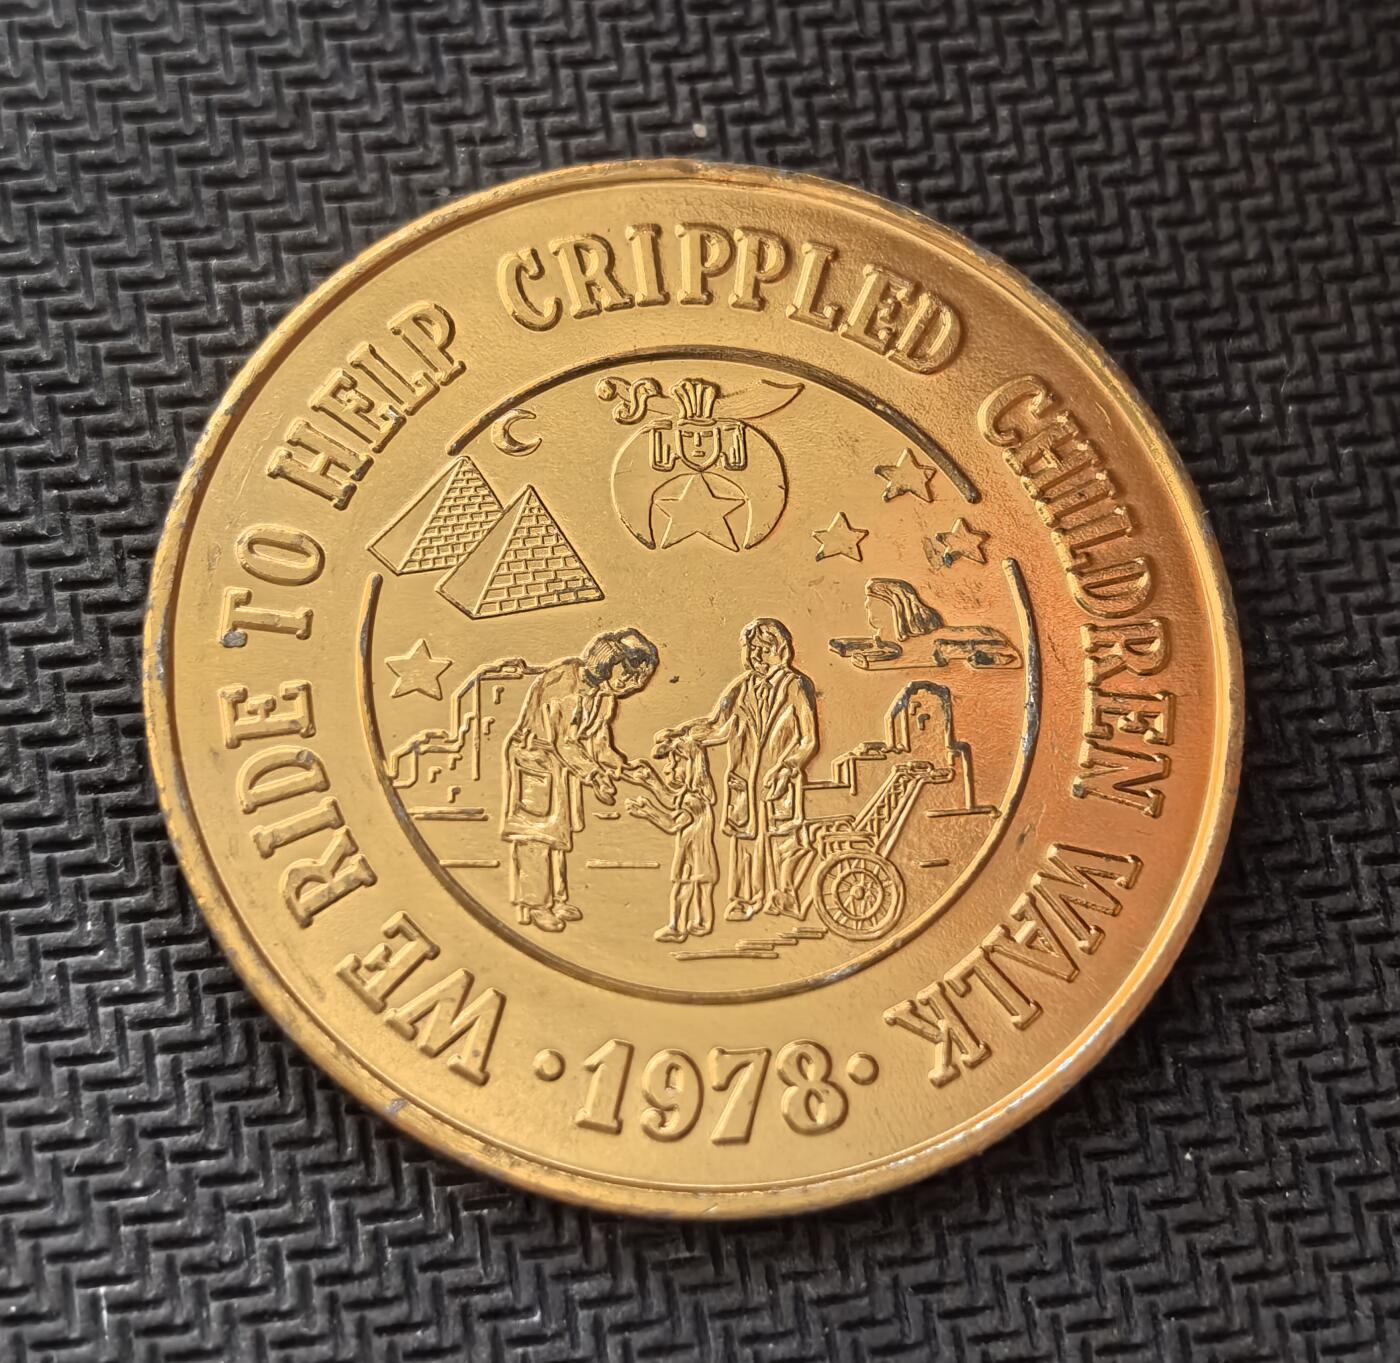 WE RIDE TO HELP CRIPPLED CHILDREN WALK
·1978·